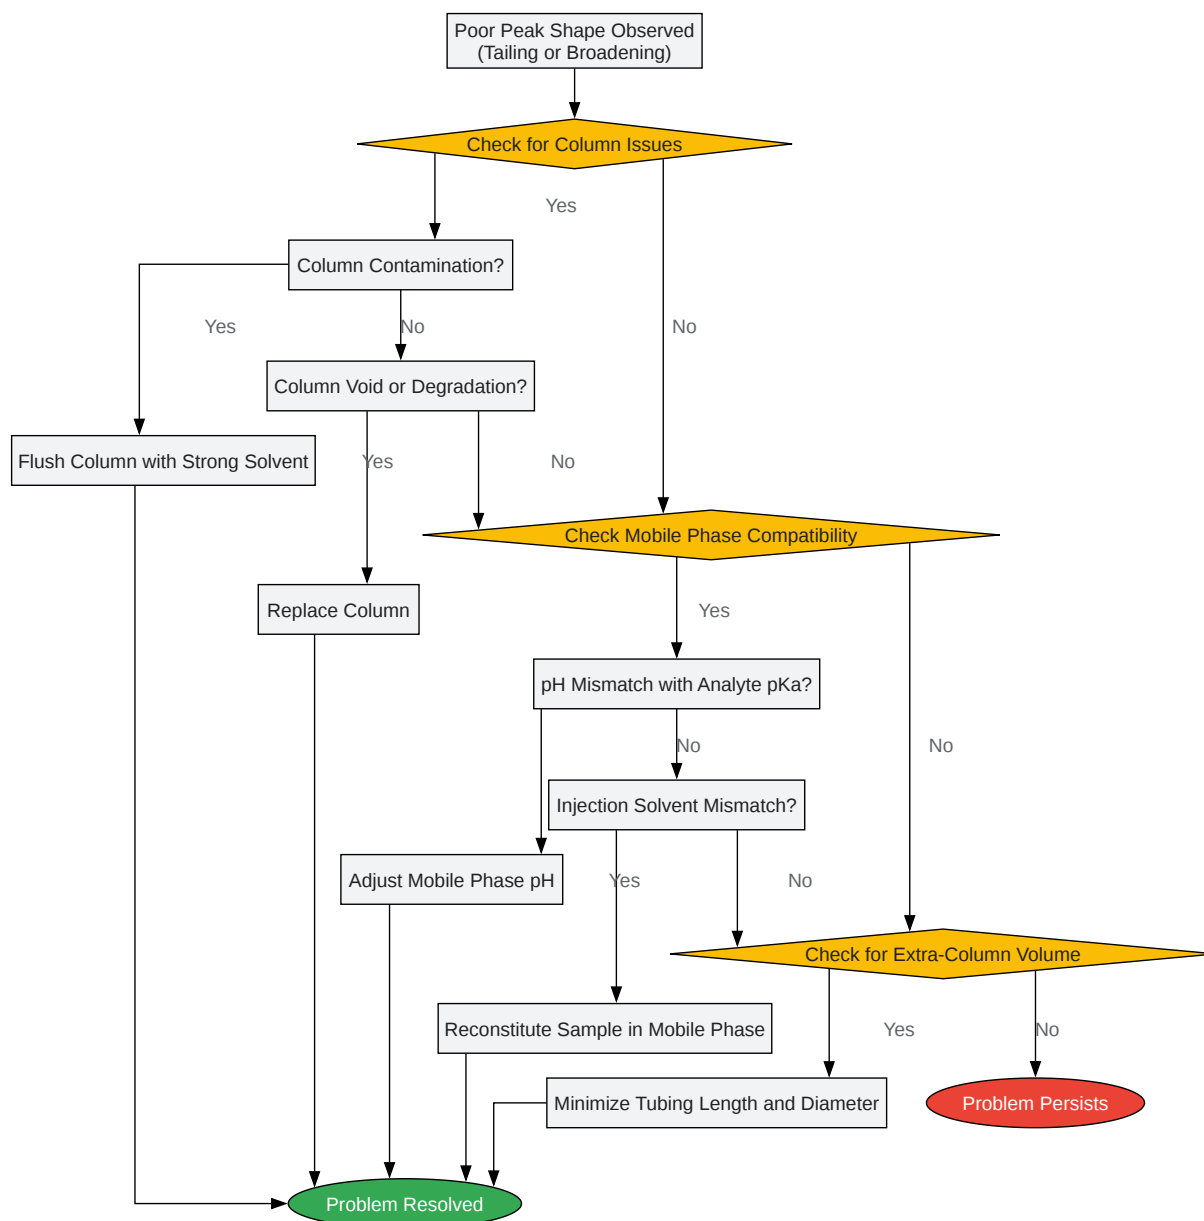 Poor Peak Shape Observed
(Tailing or Broadening)
Check for Column Issues
Yes
Column Contamination?
Yes
No
No
Column Void or Degradation?
Flush Column with Strong Solvent
Yes
No
Check Mobile Phase Compatibility
Replace Column
Yes
pH Mismatch with Analyte pKa?
No
No
Injection Solvent Mismatch?
Adjust Mobile Phase pH
Yes
No
Check for Extra-Column Volume
Reconstitute Sample in Mobile Phase
Yes
No
Minimize Tubing Length and Diameter
Problem Persists
Problem Resolved